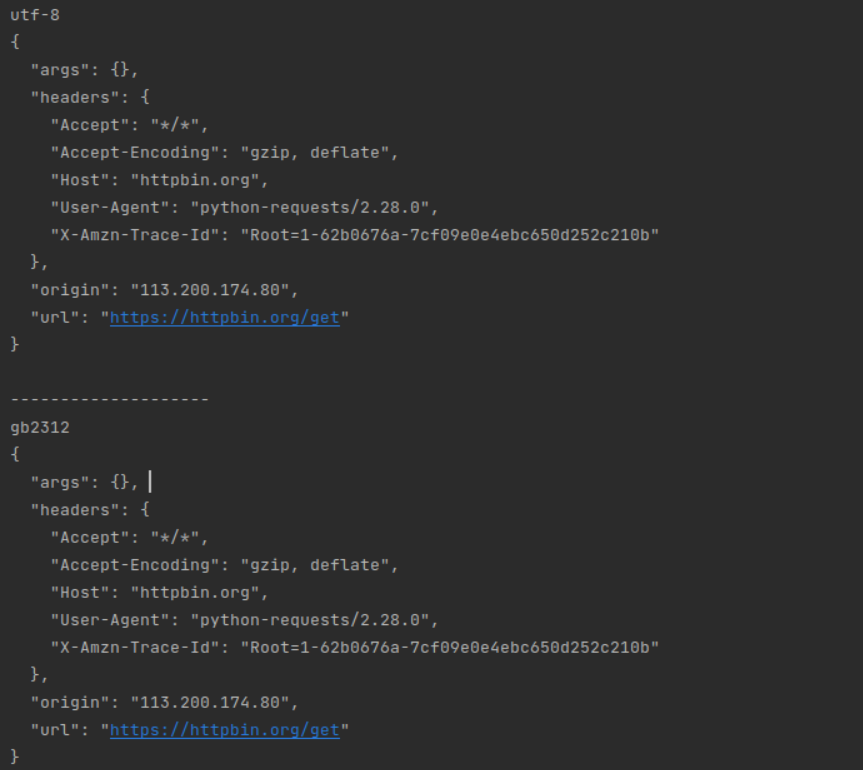 utf-8
{
  "args": {},
  "headers": {
    "Accept": "*/*",
    "Accept-Encoding": "gzip, deflate",
    "Host": "httpbin.org",
    "User-Agent": "python-requests/2.28.0",
    "X-Amzn-Trace-Id": "Root=1-62b0676a-7cf09e0e4ebc650d252c210b"
  },
  "origin": "113.200.174.80",
  "url": "https://httpbin.org/get"
}
--------------------
gb2312
{
  "args": {},
  "headers": {
    "Accept": "*/*",
    "Accept-Encoding": "gzip, deflate",
    "Host": "httpbin.org",
    "User-Agent": "python-requests/2.28.0",
    "X-Amzn-Trace-Id": "Root=1-62b0676a-7cf09e0e4ebc650d252c210b"
  },
  "origin": "113.200.174.80",
  "url": "https://httpbin.org/get"
}